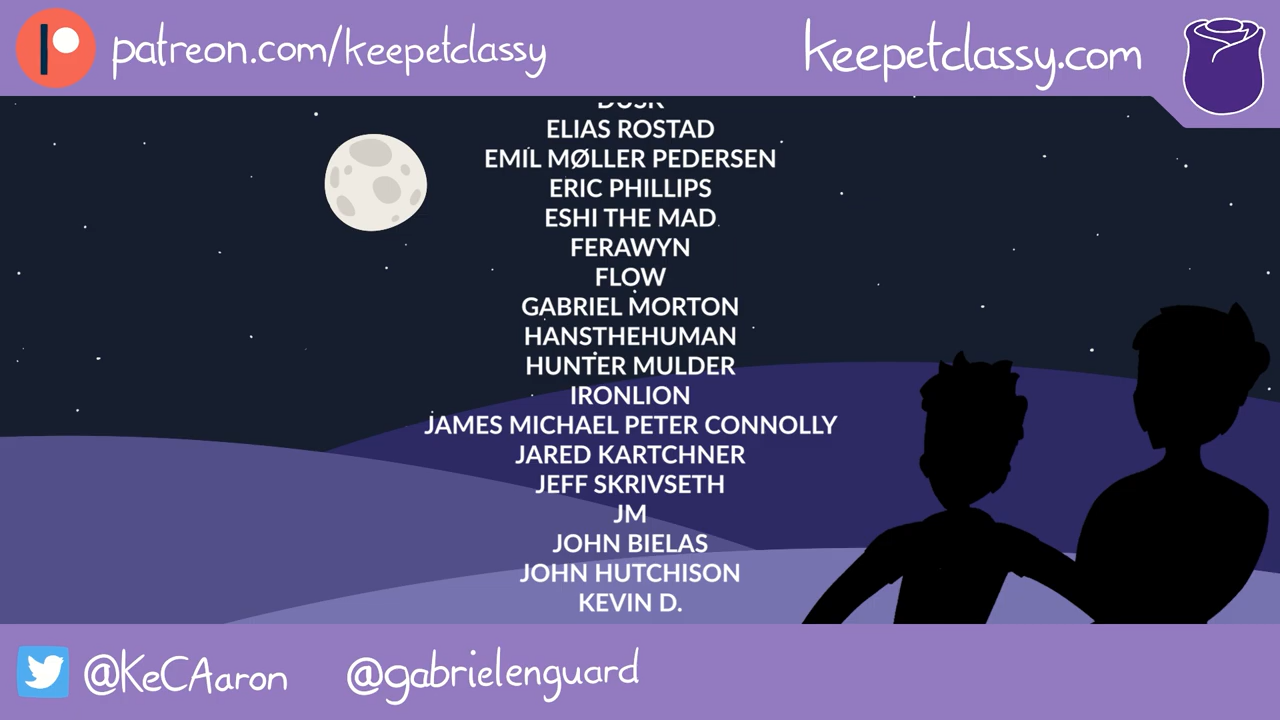 patreon.com/keepetclassy
keepetclassy.com
DUSK
ELIAS ROSTAD
EMIL MØLLER PEDERSEN
ERIC PHILLIPS
ESHI THE MAD
FERAWYN
FLOW
GABRIEL MORTON
HANSTHEHUMAN
HUNTER MULDER
IRONLION
JAMES MICHAEL PETER CONNOLLY
JARED KARTCHNER
JEFF SKRIVSETH
JM
JOHN BIELAS
JOHN HUTCHISON
KEVIN D.
@KeCAaron
@gabrielenguard